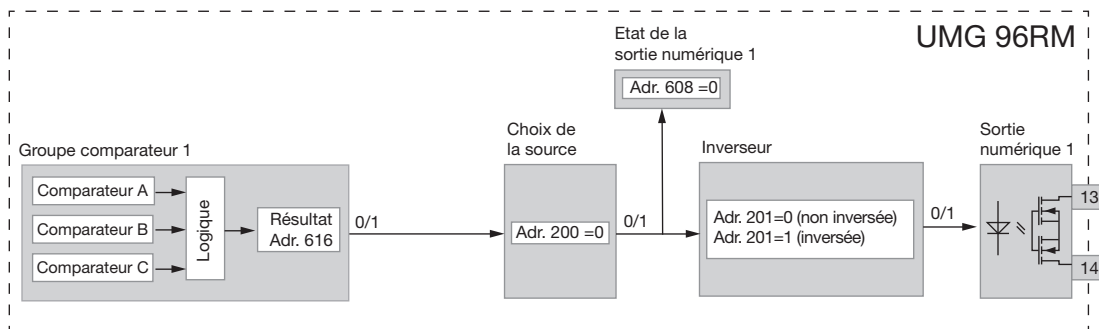 UMG 96RM
Etat de la
sortie numérique 1
Adr. 608 =0
Groupe comparateur 1
Comparateur A
Comparateur B
Comparateur C
Logique
Résultat
Adr. 616
0/1
Choix de
la source
Adr. 200 =0
0/1
Inverseur
Adr. 201=0 (non inversée)
Adr. 201=1 (inversée)
0/1
Sortie
numérique 1
13
14